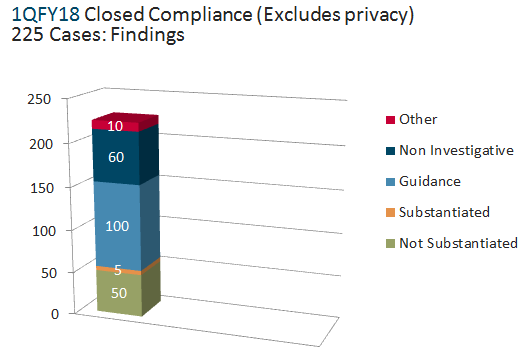 1QFY18 Closed Compliance (Excludes privacy)
225 Cases: Findings
250
200
150
100
50
0
10
60
100
5
50
Other
Non Investigative
Guidance
Substantiated
Not Substantiated